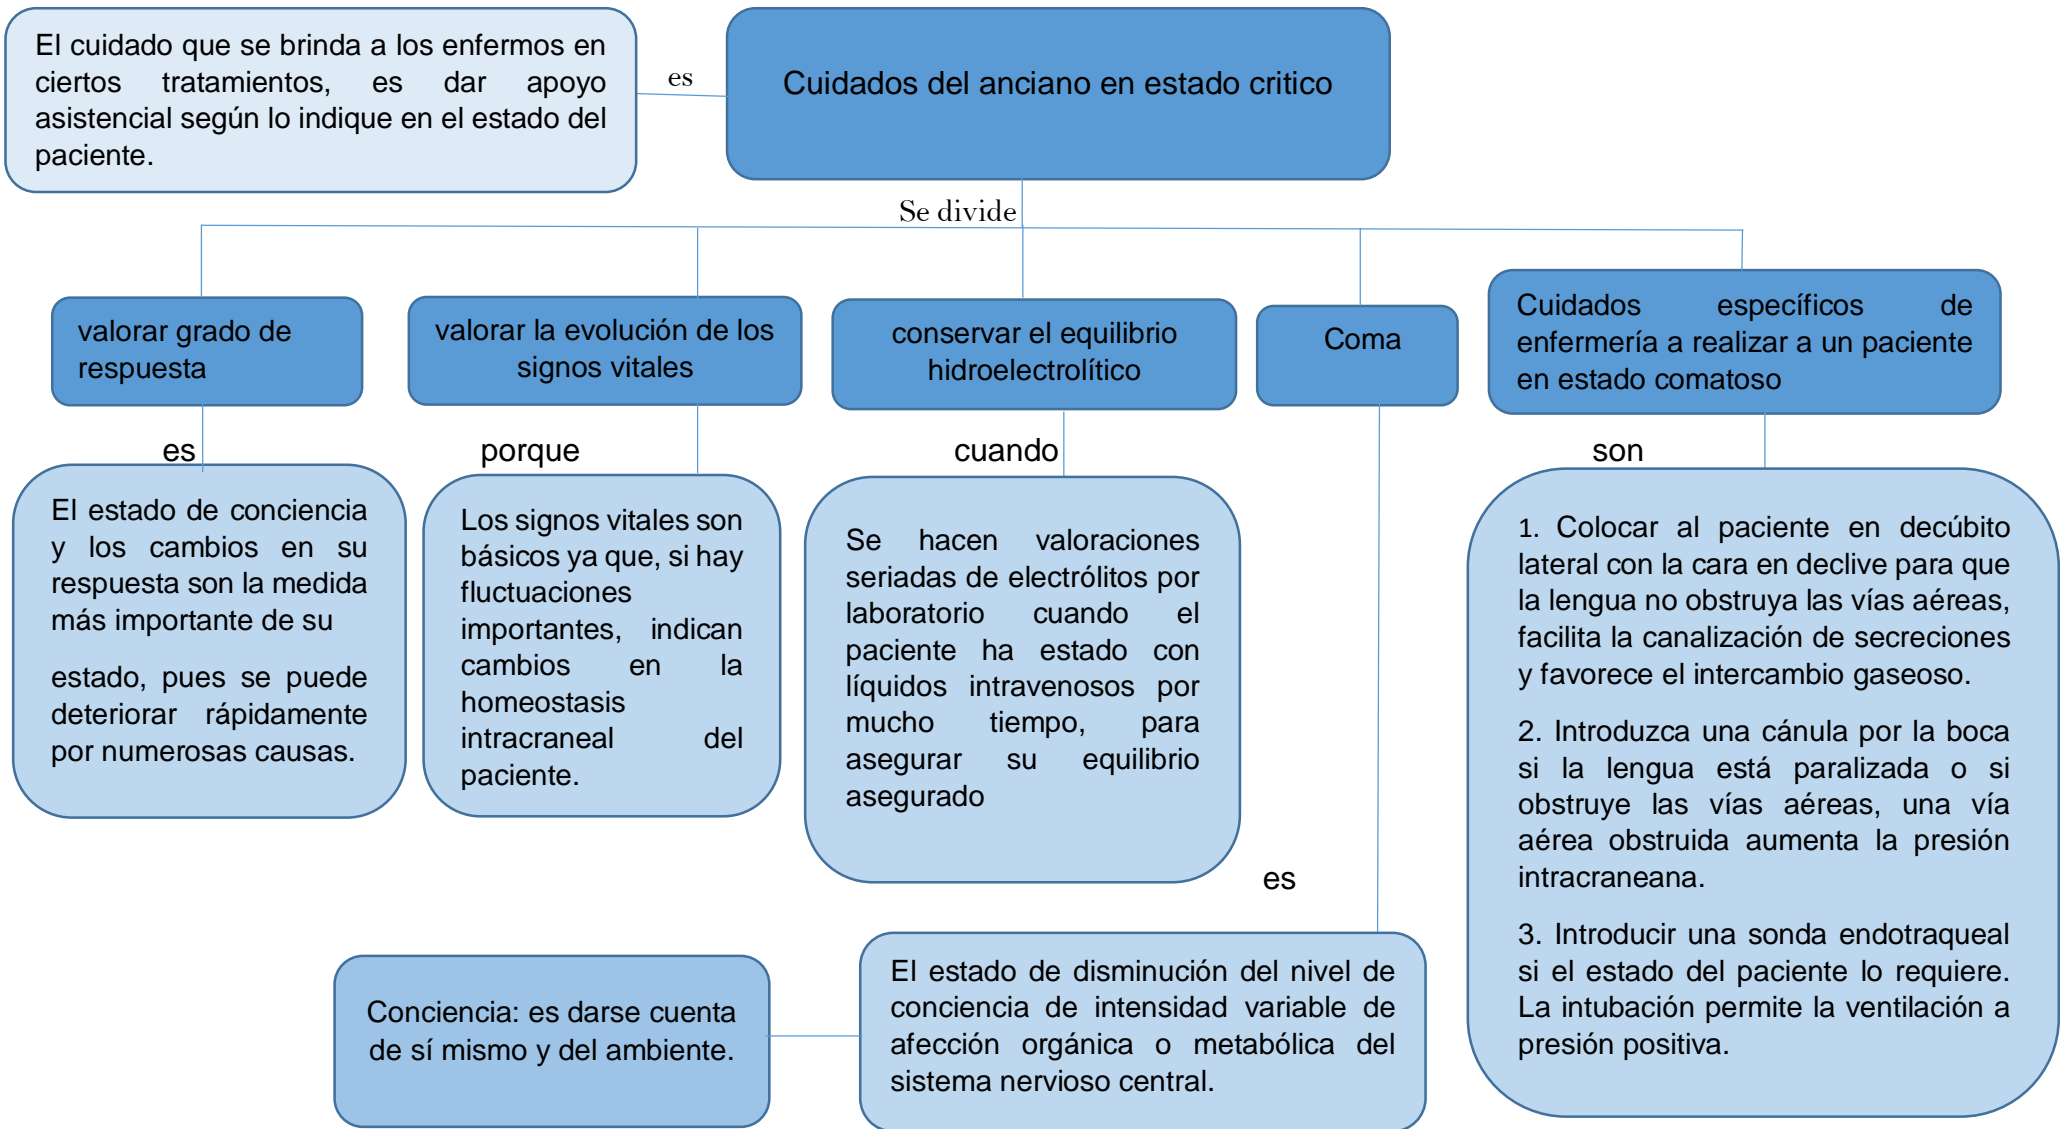 El cuidado que se brinda a los enfermos en
ciertos tratamientos, es dar apoyo
asistencial según lo indique en el estado del
paciente.
es
Cuidados del anciano en estado critico
Se divide
valorar grado de
respuesta
valorar la evolución de los
signos vitales
conservar el equilibrio
hidroelectrolítico
Coma
Cuidados específicos de
enfermería a realizar a un paciente
en estado comatoso
es
porque
cuando
son
El estado de conciencia
y los cambios en su
respuesta son la medida
más importante de su
estado, pues se puede
deteriorar rápidamente
por numerosas causas.
Los signos vitales son
básicos ya que, si hay
fluctuaciones
importantes, indican
cambios en la
homeostasis
intracraneal del
paciente.
Se hacen valoraciones
seriadas de electrólitos por
laboratorio cuando el
paciente ha estado con
líquidos intravenosos por
mucho tiempo, para
asegurar su equilibrio
asegurado
1. Colocar al paciente en decúbito
lateral con la cara en declive para que
la lengua no obstruya las vías aéreas,
facilita la canalización de secreciones
y favorece el intercambio gaseoso.
2. Introduzca una cánula por la boca
si la lengua está paralizada o si
obstruye las vías aéreas, una vía
aérea obstruida aumenta la presión
intracraneana.
3. Introducir una sonda endotraqueal
si el estado del paciente lo requiere.
La intubación permite la ventilación a
presión positiva.
es
El estado de disminución del nivel de
conciencia de intensidad variable de
afección orgánica o metabólica del
sistema nervioso central.
Conciencia: es darse cuenta
de sí mismo y del ambiente.